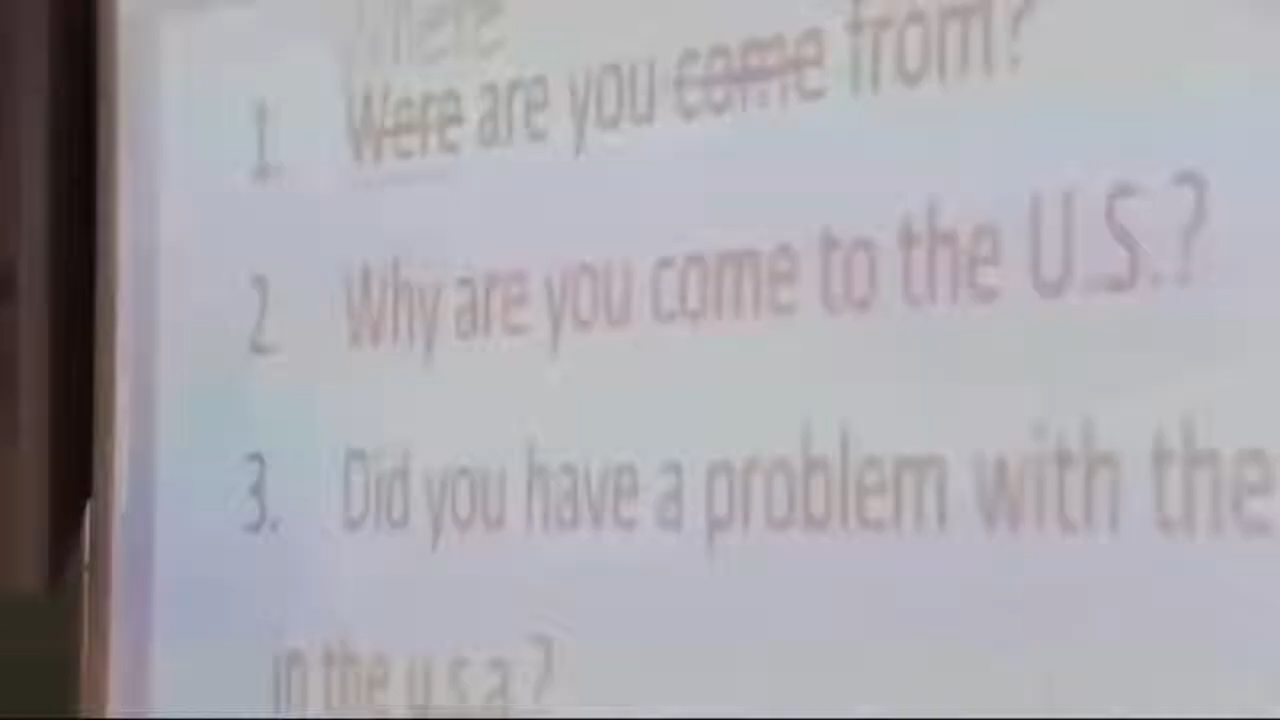 Where
1. Were are you come from?
2. Why are you come to the U.S.?
3. Did you have a problem with the
in the u.s.a.?